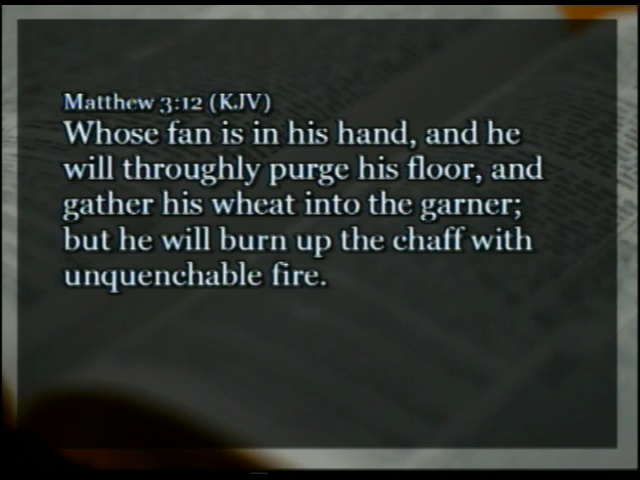 Matthew 3:12 (KJV)
Whose fan is in his hand, and he
will throughly purge his floor, and
gather his wheat into the garner;
but he will burn up the chaff with
unquenchable fire.